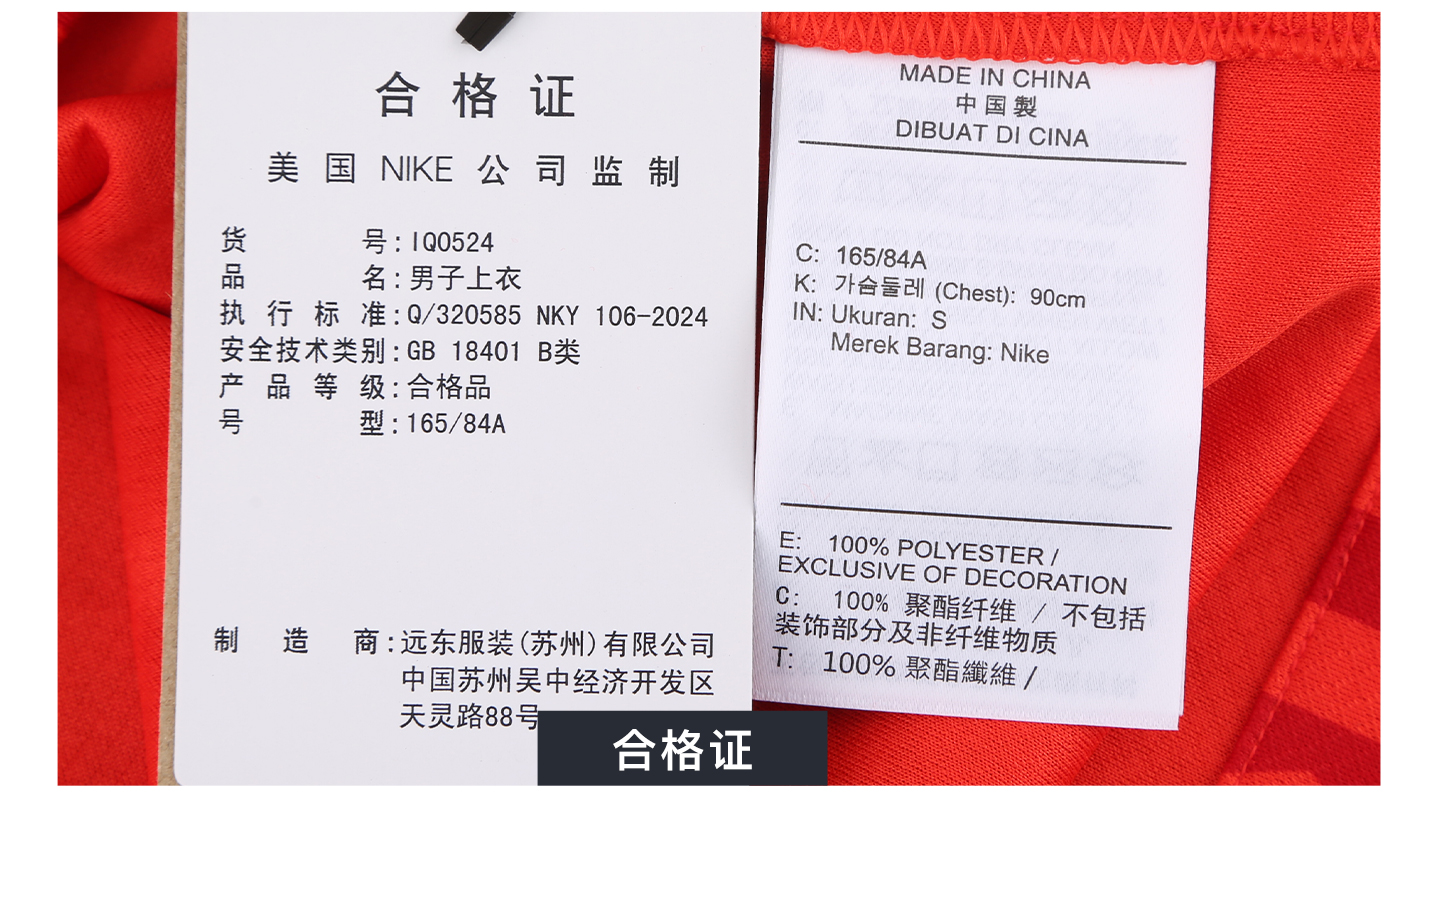 合格证
美国NIKE公司监制
货号:IQ0524
品名:男子上衣
执行标准:Q/320585 NKY 106-2024
安全技术类别:GB 18401 B类
产品等级:合格品
号型:165/84A
制造商:远东服装(苏州)有限公司
中国苏州吴中经济开发区
天灵路88号
合格证
MADE IN CHINA
中国製
DIBUAT DI CINA
C: 165/84A
K: 가슴둘레 (Chest): 90cm
IN: Ukuran: S
Merek Barang: Nike
E: 100% POLYESTER /
EXCLUSIVE OF DECORATION
C: 100% 聚酯纤维 / 不包括
装饰部分及非纤维物质
T: 100% 聚酯纖維 /